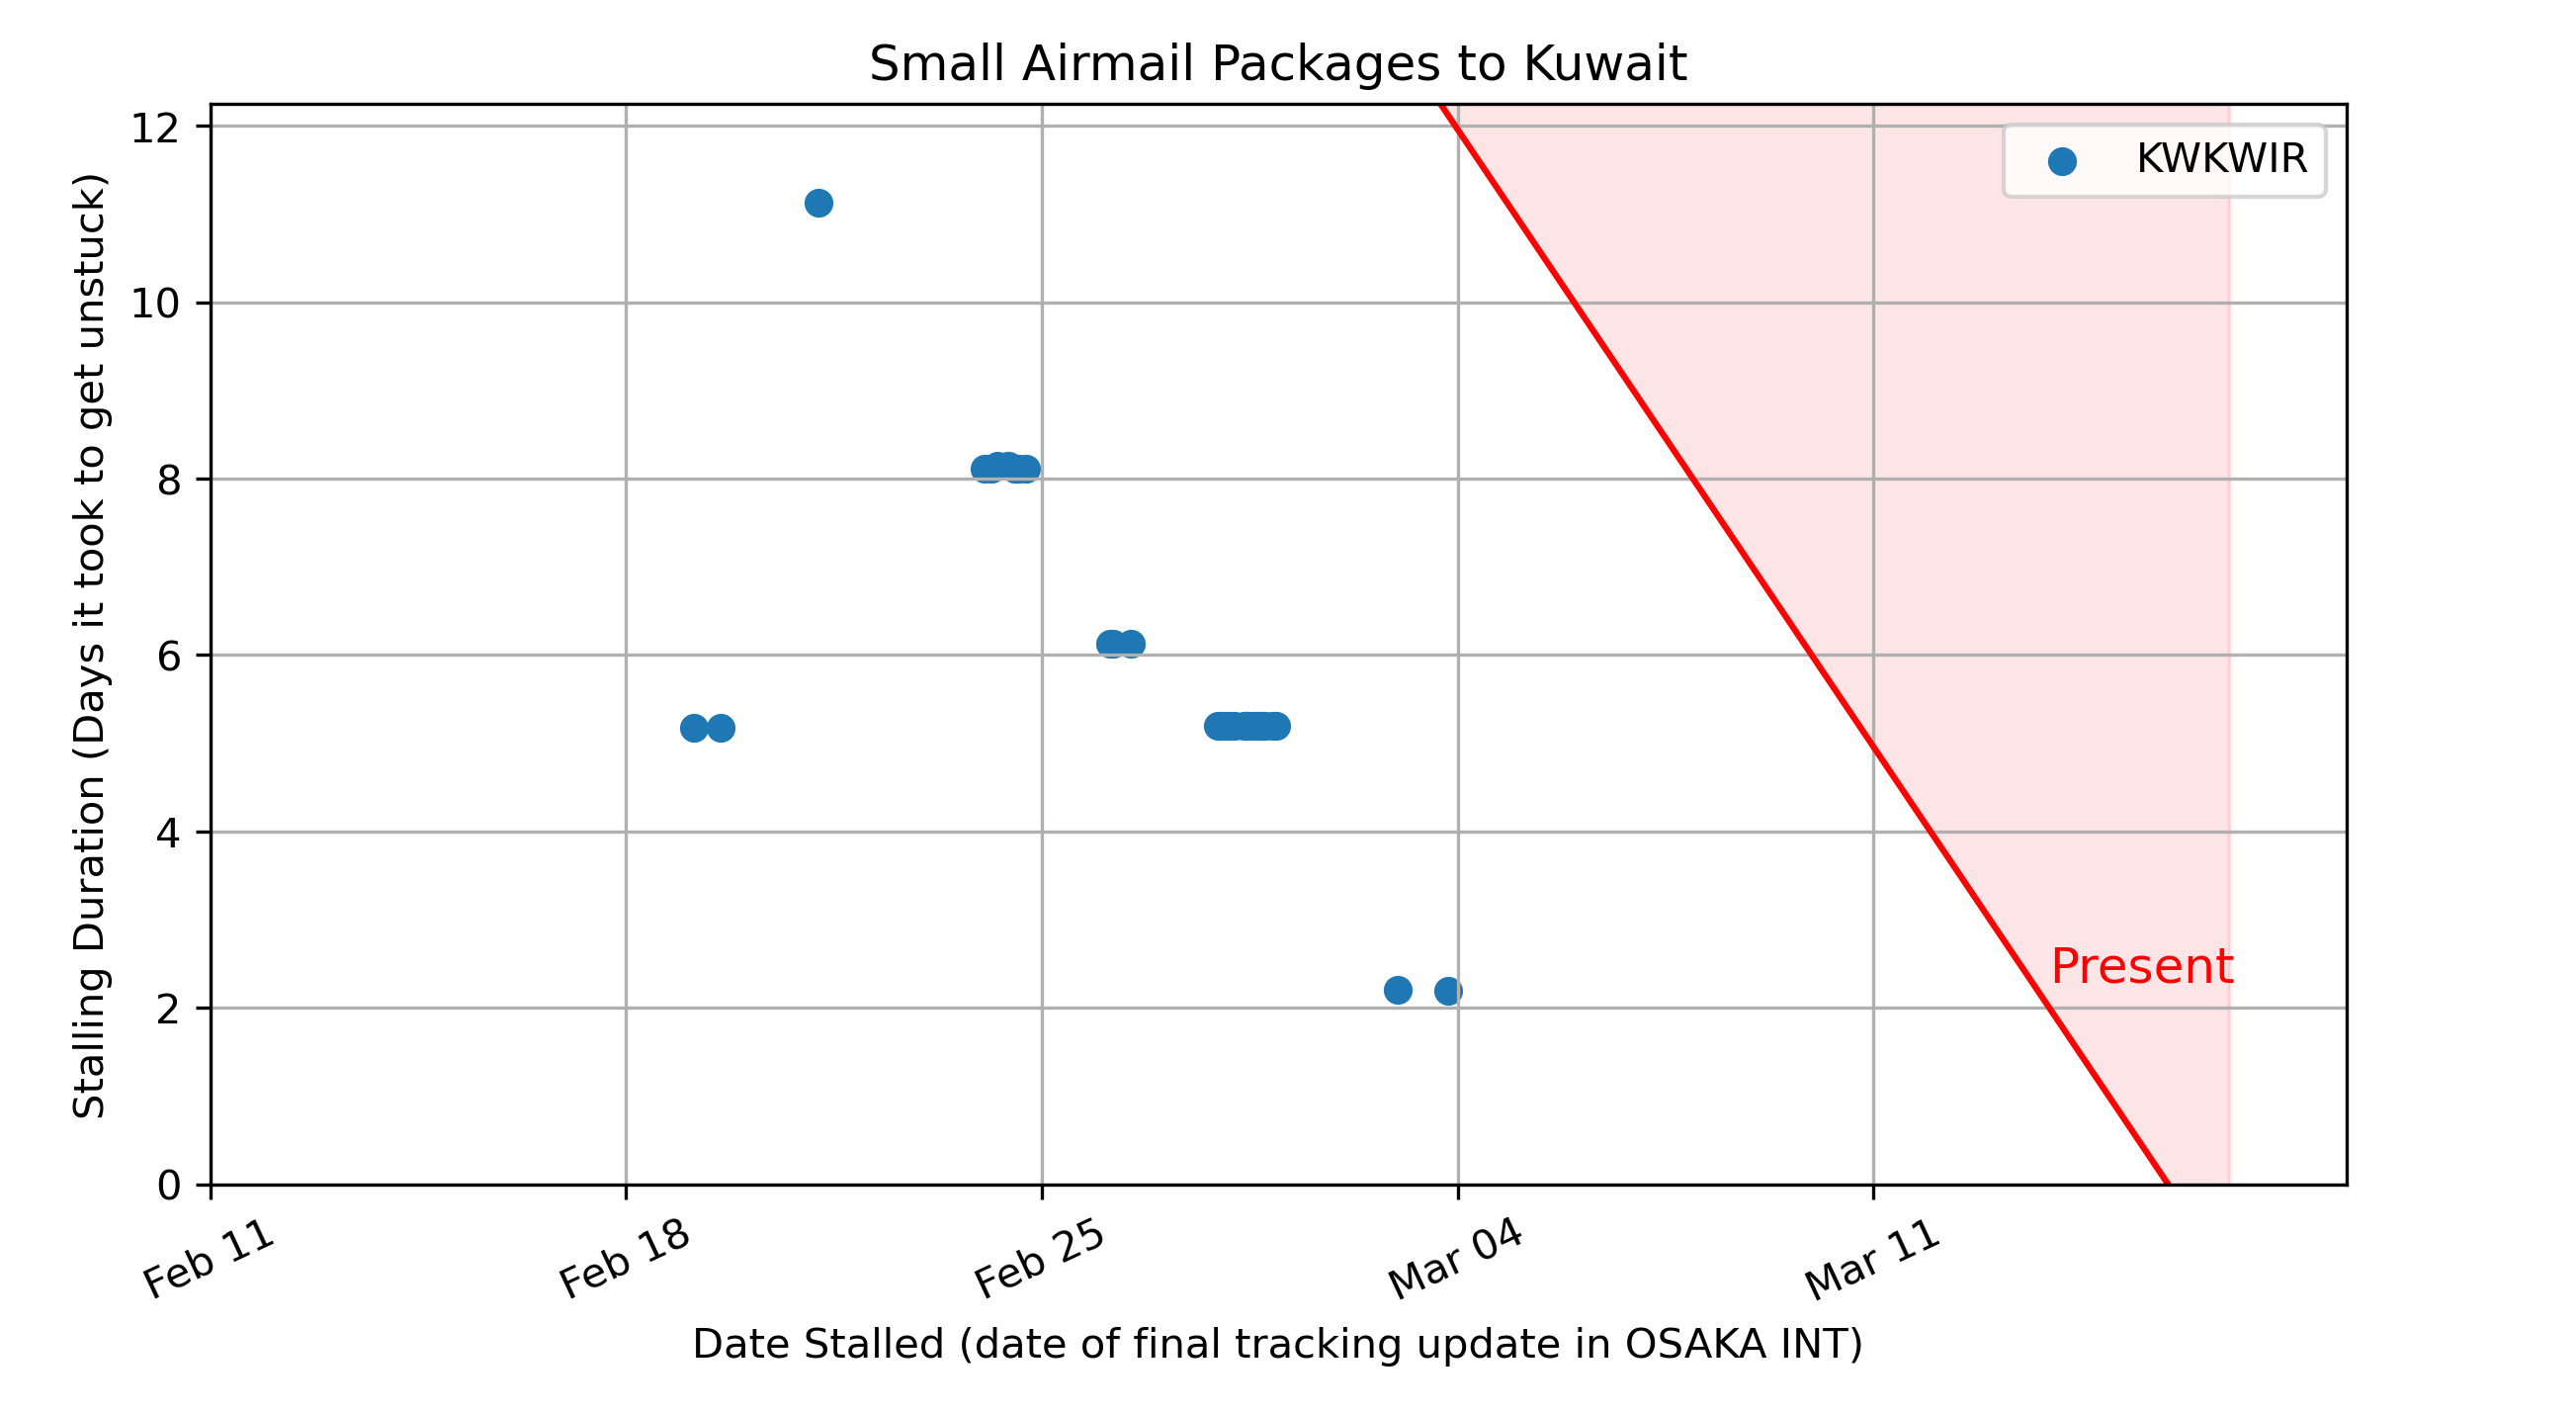 Small Airmail Packages to Kuwait
Stalling Duration (Days it took to get unstuck)
12
10
8
6
4
2
0
KWKWIR
Present
Feb 11
Feb 18
Feb 25
Mar 04
Mar 11
Date Stalled (date of final tracking update in OSAKA INT)